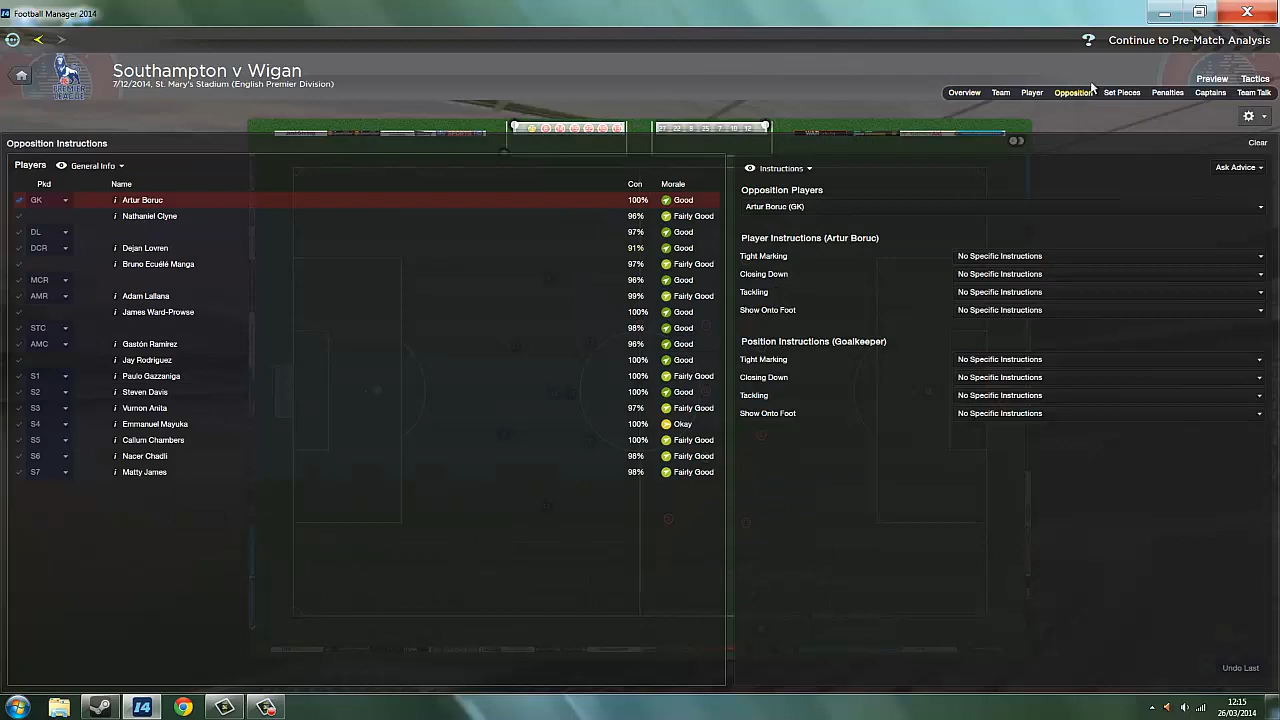 Football Manager 2014
Continue to Pre-Match Analysis
Southampton v Wigan
7/12/2014, St. Mary's Stadium (English Premier Division)
Preview Tactics
Overview Team Player Opposition Set Pieces Penalties Captains Team Talk
Opposition Instructions Clear
Players General Info
Pkd Name Con Morale
GK i Artur Boruc 100% Good
i Nathaniel Clyne 96% Fairly Good
DL 97% Good
DCR i Dejan Lovren 91% Good
i Bruno Ecuélé Manga 97% Fairly Good
MCR 96% Good
AMR i Adam Lallana 99% Fairly Good
i James Ward-Prowse 100% Good
STC 98% Good
AMC i Gastón Ramírez 96% Good
i Jay Rodriguez 100% Good
S1 i Paulo Gazzaniga 100% Fairly Good
S2 i Steven Davis 100% Good
S3 i Vurnon Anita 97% Fairly Good
S4 i Emmanuel Mayuka 100% Okay
S5 i Callum Chambers 100% Fairly Good
S6 i Nacer Chadli 98% Fairly Good
S7 i Matty James 98% Fairly Good
Instructions Ask Advice
Opposition Players
Artur Boruc (GK)
Player Instructions (Artur Boruc)
Tight Marking No Specific Instructions
Closing Down No Specific Instructions
Tackling No Specific Instructions
Show Onto Foot No Specific Instructions
Position Instructions (Goalkeeper)
Tight Marking No Specific Instructions
Closing Down No Specific Instructions
Tackling No Specific Instructions
Show Onto Foot No Specific Instructions
Undo Last
12:15
26/03/2014